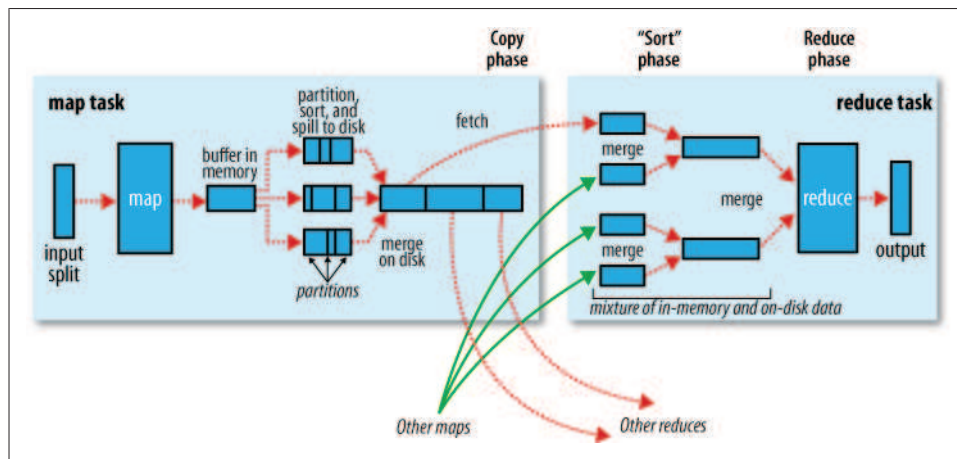 Copy
phase
“Sort”
phase
Reduce
phase
map task
partition,
sort, and
spill to disk
fetch
reduce task
buffer in
memory
merge
map
merge
reduce
input
split
merge
on disk
merge
output
partitions
mixture of in-memory and on-disk data
Other maps
Other reduces